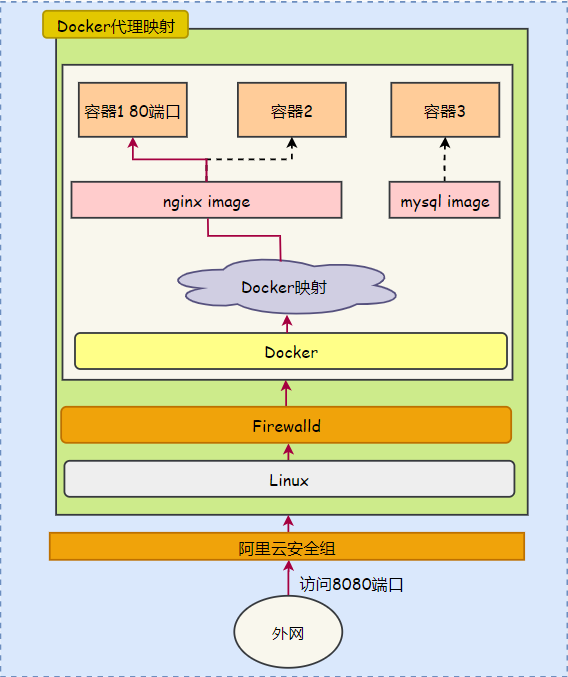 Docker代理映射
容器1 80端口
容器2
容器3
nginx image
mysql image
Docker映射
Docker
Firewalld
Linux
阿里云安全组
访问8080端口
外网